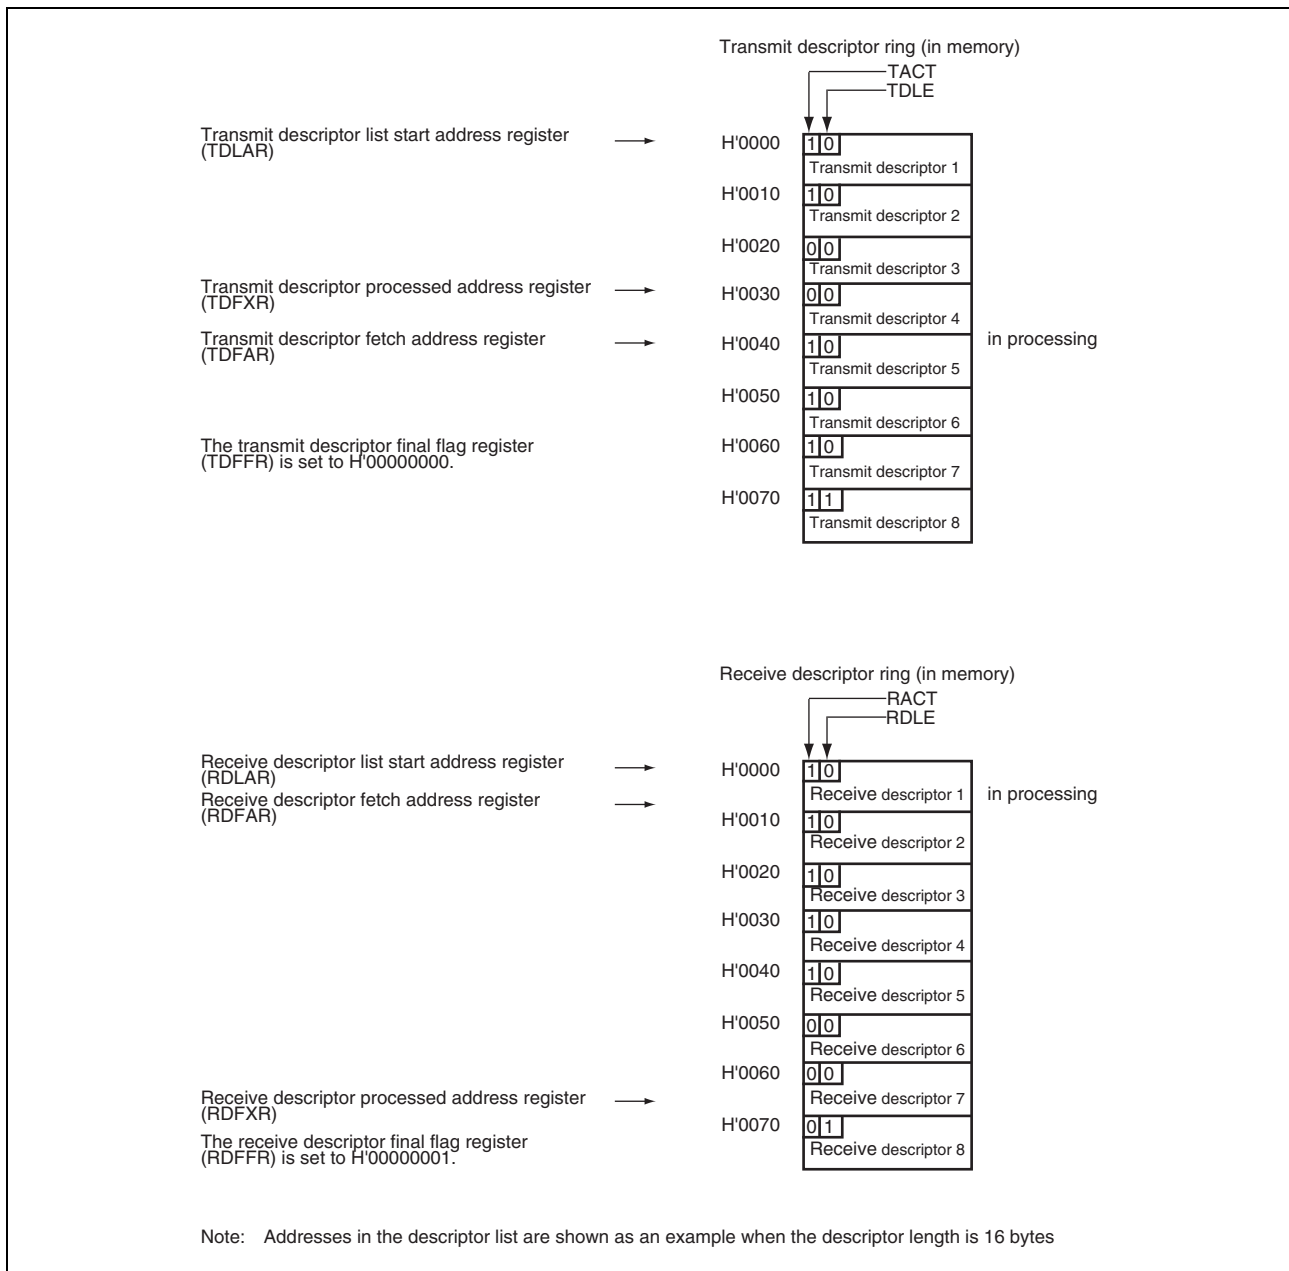 Transmit descriptor ring (in memory)
TACT
TDLE
Transmit descriptor list start address register
(TDLAR)
H'0000
1 0
Transmit descriptor 1
H'0010
1 0
Transmit descriptor 2
H'0020
0 0
Transmit descriptor 3
Transmit descriptor processed address register
(TDFXR)
H'0030
0 0
Transmit descriptor 4
Transmit descriptor fetch address register
(TDFAR)
H'0040
1 0
Transmit descriptor 5
in processing
H'0050
1 0
Transmit descriptor 6
The transmit descriptor final flag register
(TDFFR) is set to H'00000000.
H'0060
1 0
Transmit descriptor 7
H'0070
1 1
Transmit descriptor 8
Receive descriptor ring (in memory)
RACT
RDLE
Receive descriptor list start address register
(RDLAR)
H'0000
1 0
Receive descriptor 1
in processing
Receive descriptor fetch address register
(RDFAR)
H'0010
1 0
Receive descriptor 2
H'0020
1 0
Receive descriptor 3
H'0030
1 0
Receive descriptor 4
H'0040
1 0
Receive descriptor 5
H'0050
0 0
Receive descriptor 6
H'0060
0 0
Receive descriptor 7
Receive descriptor processed address register
(RDFXR)
H'0070
0 1
Receive descriptor 8
The receive descriptor final flag register
(RDFFR) is set to H'00000001.
Note: Addresses in the descriptor list are shown as an example when the descriptor length is 16 bytes